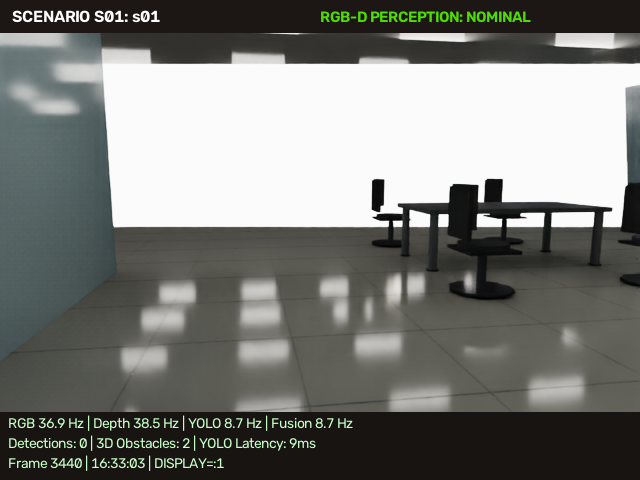 SCENARIO S01: s01
RGB-D PERCEPTION: NOMINAL
RGB 36.9 Hz | Depth 38.5 Hz | YOLO 8.7 Hz | Fusion 8.7 Hz
Detections: 0 | 3D Obstacles: 2 | YOLO Latency: 9ms
Frame 3440 | 16:33:03 | DISPLAY=:1